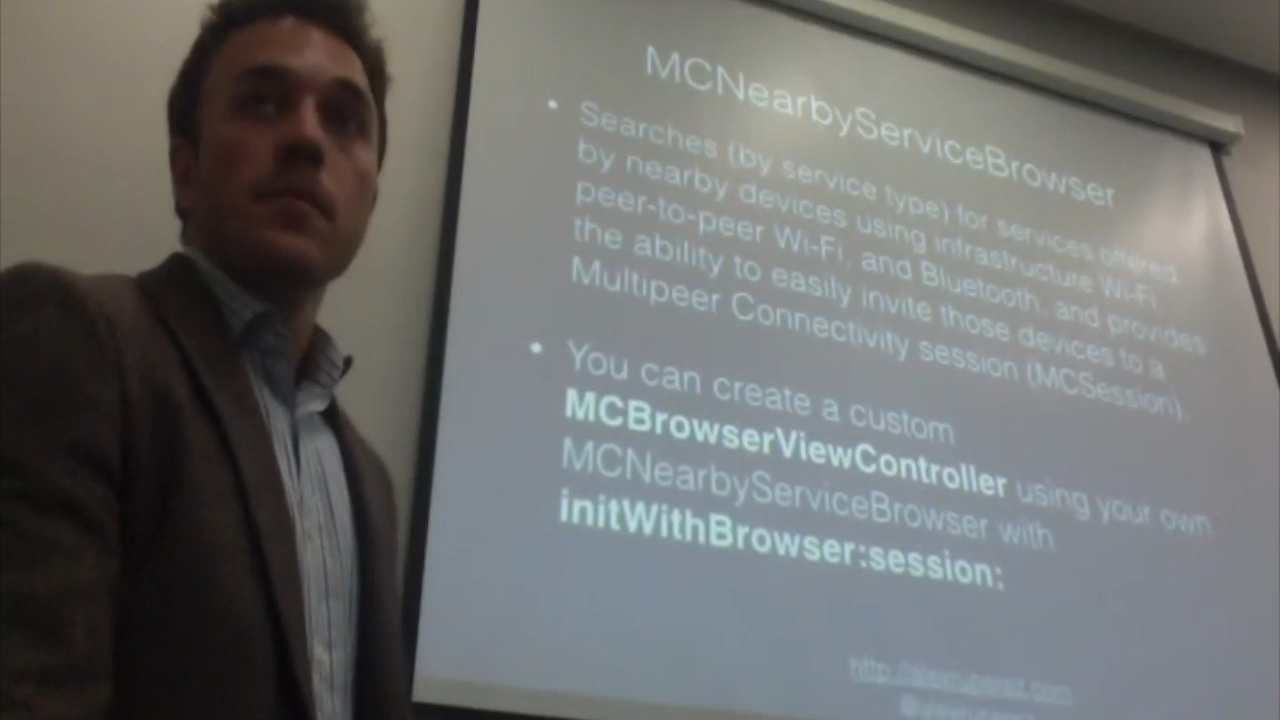 MCNearbyServiceBrowser
• Searches (by service type) for services offered
by nearby devices using infrastructure Wi-Fi,
peer-to-peer Wi-Fi, and Bluetooth, and provides
the ability to easily invite those devices to a
Multipeer Connectivity session (MCSession).
• You can create a custom
MCBrowserViewController using your own
MCNearbyServiceBrowser with
initWithBrowser:session: